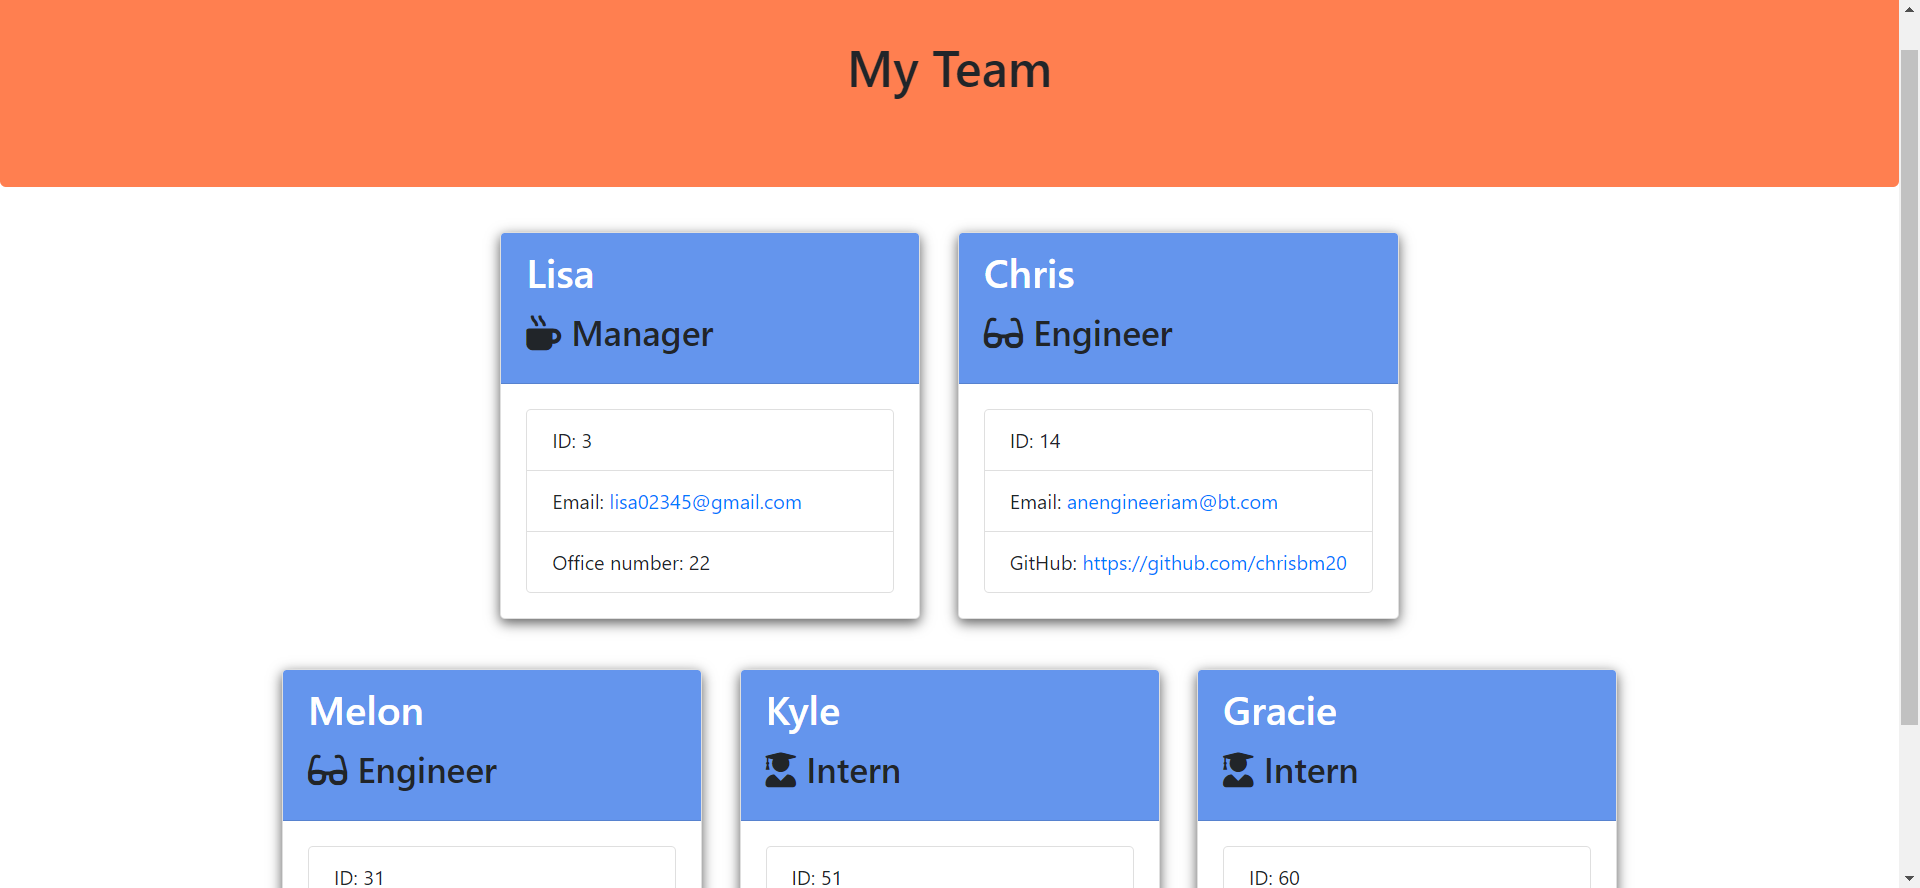 My Team
Lisa
Manager
ID: 3
Email: lisa02345@gmail.com
Office number: 22
Chris
Engineer
ID: 14
Email: anengineeriam@bt.com
GitHub: https://github.com/chrisbm20
Melon
Engineer
ID: 31
Kyle
Intern
ID: 51
Gracie
Intern
ID: 60